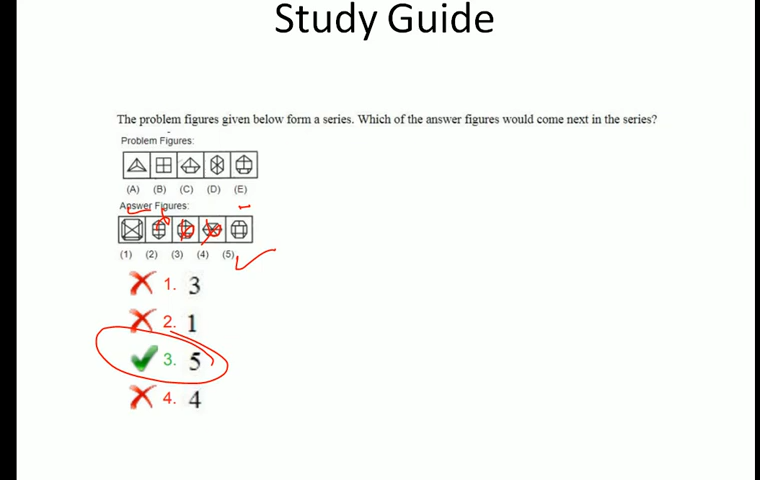 Study Guide
The problem figures given below form a series. Which of the answer figures would come next in the series?
Problem Figures:
(A) (B) (C) (D) (E)
Answer Figures:
(1) (2) (3) (4) (5)
1. 3
2. 1
3. 5
4. 4